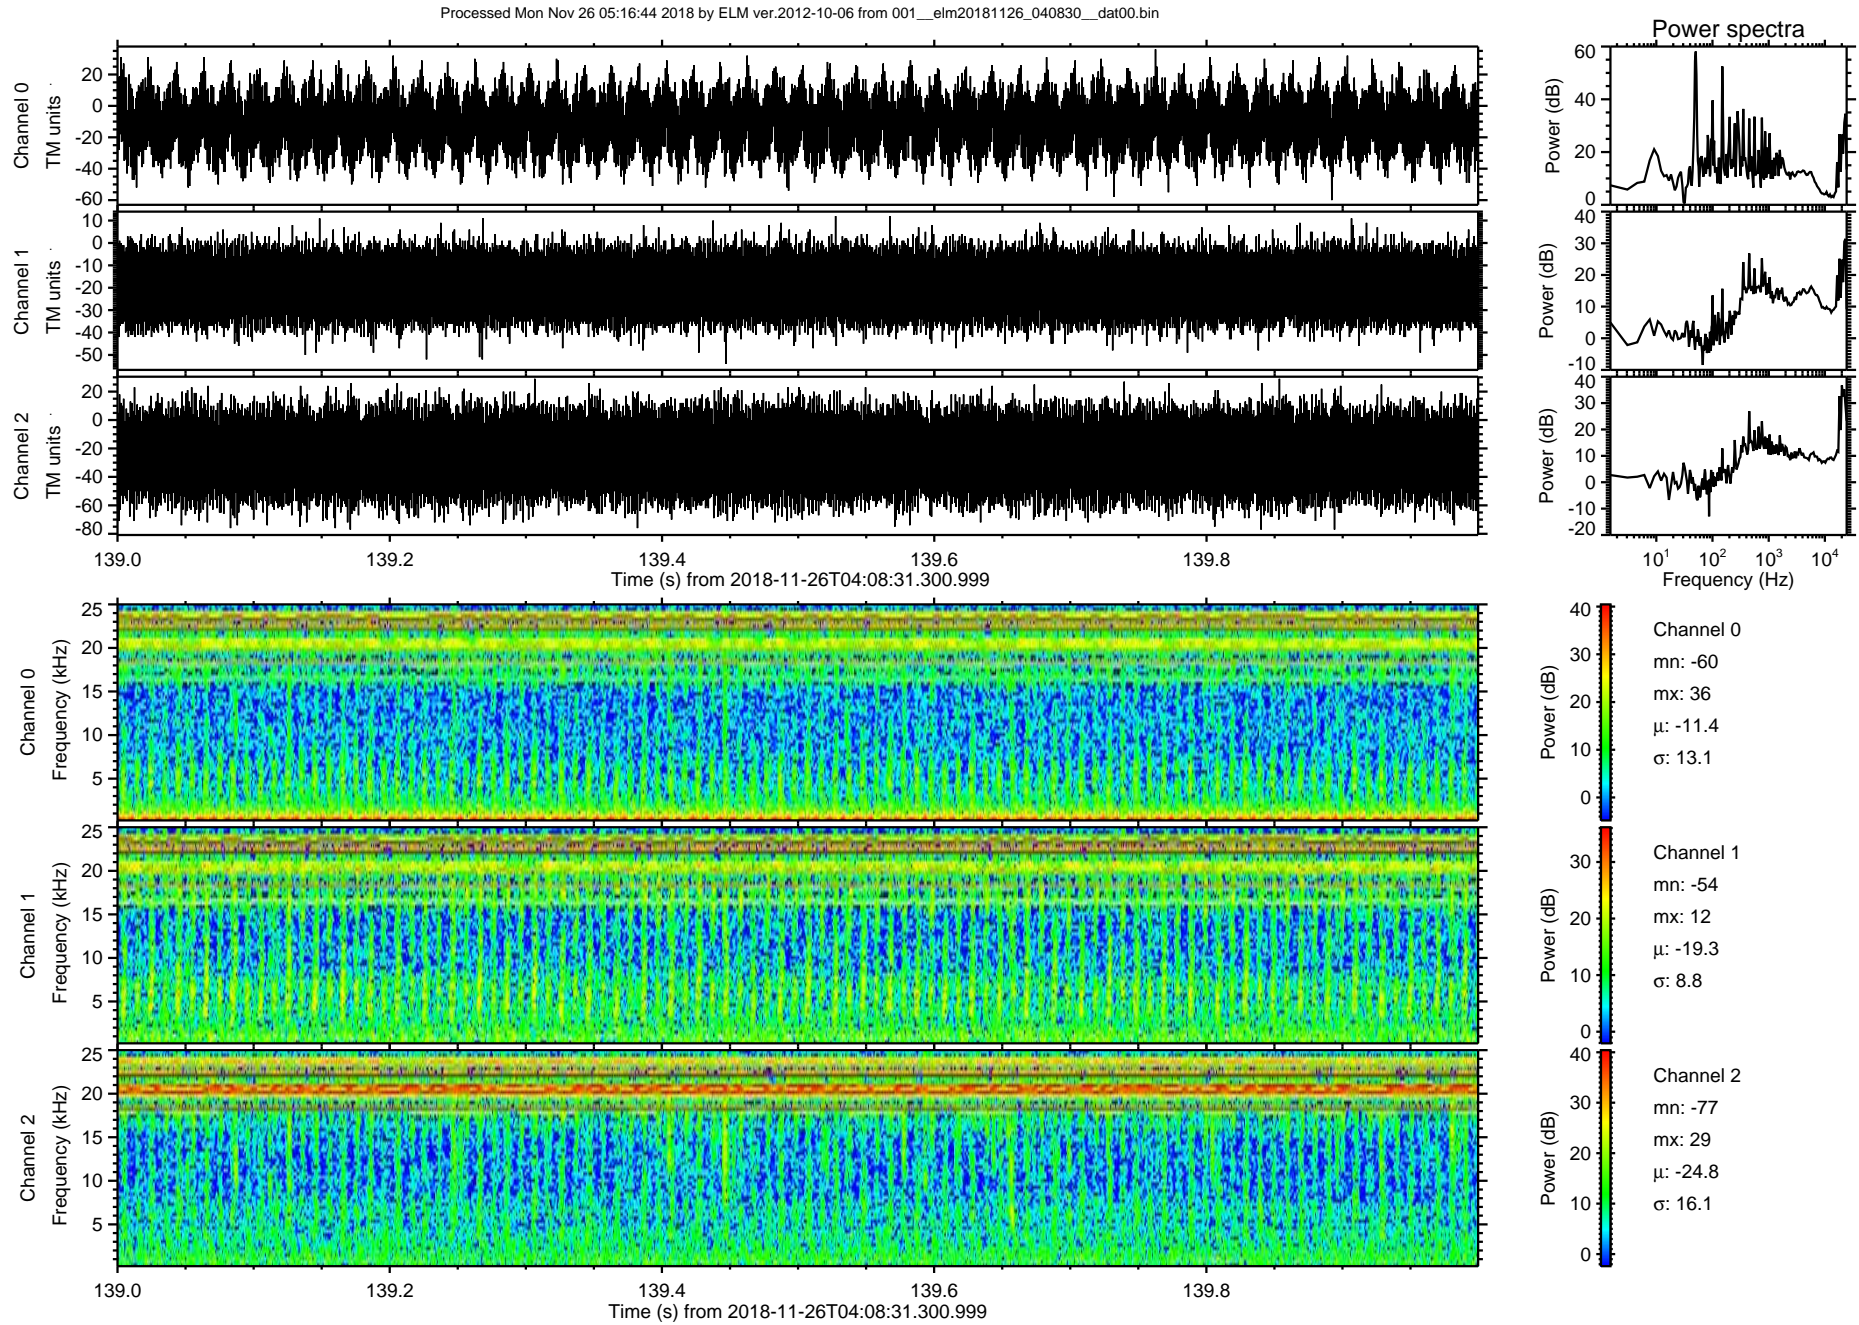 Processed Mon Nov 26 05:16:44 2018 by ELM ver.2012-10-06 from 001__elm20181126_040830__dat00.bin
Power spectra
Channel 0
TM units
20
0
-20
-40
-60
Power (dB)
60
40
20
0
Channel 1
TM units
10
0
-10
-20
-30
-40
-50
Power (dB)
40
30
20
10
0
-10
Channel 2
TM units
20
0
-20
-40
-60
-80
Power (dB)
40
30
20
10
0
-10
-20
139.0 139.2 139.4 139.6 139.8
Time (s) from 2018-11-26T04:08:31.300.999
10^1 10^2 10^3 10^4
Frequency (Hz)
Channel 0
Frequency (kHz)
25
20
15
10
5
Power (dB)
40
30
20
10
0
Channel 0
mn: -60
mx: 36
μ: -11.4
σ: 13.1
Channel 1
Frequency (kHz)
25
20
15
10
5
Power (dB)
30
20
10
0
Channel 1
mn: -54
mx: 12
μ: -19.3
σ: 8.8
Channel 2
Frequency (kHz)
25
20
15
10
5
Power (dB)
40
30
20
10
0
Channel 2
mn: -77
mx: 29
μ: -24.8
σ: 16.1
139.0 139.2 139.4 139.6 139.8
Time (s) from 2018-11-26T04:08:31.300.999